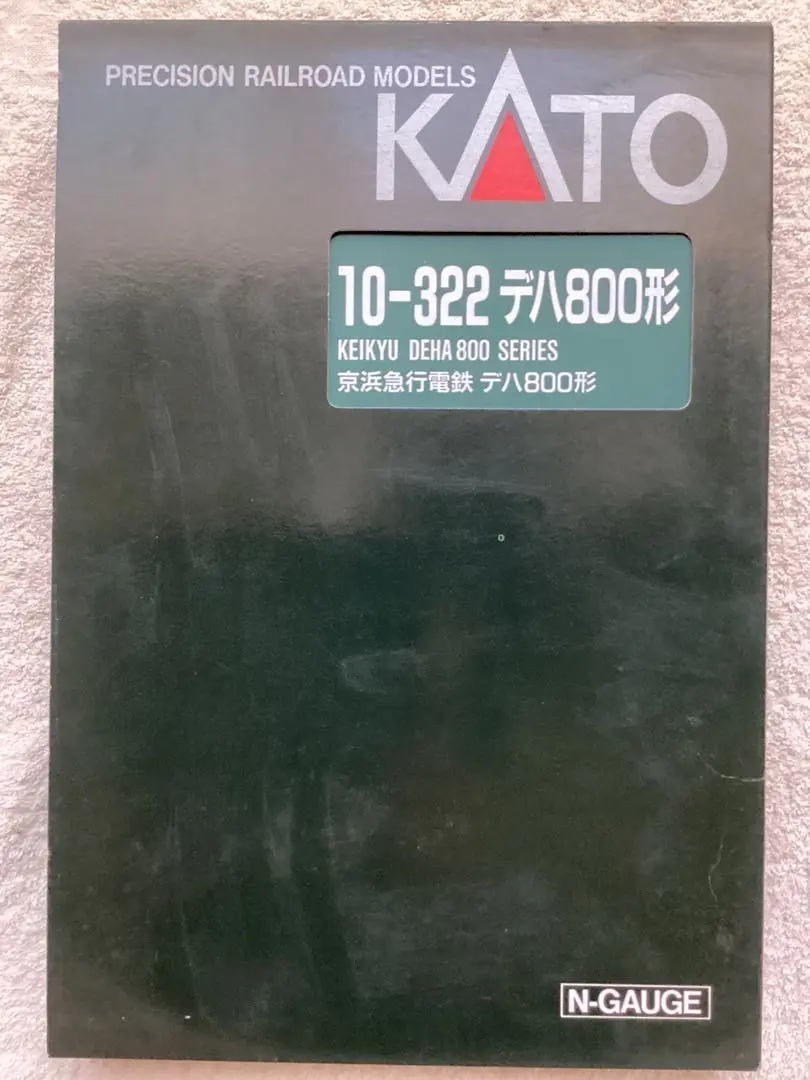 PRECISION RAILROAD MODELS
KATO
10-322 デハ800形
KEIKYU DEHA 800 SERIES
京浜急行電鉄 デハ800形
N-GAUGE